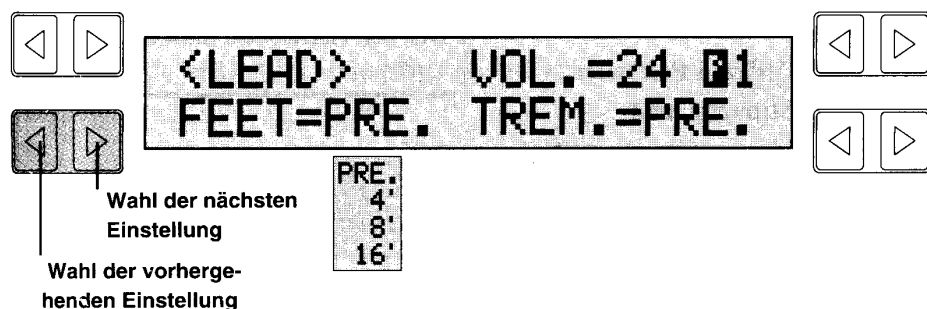 <LEAD> VOL.=24 P1
FEET=PRE. TREM.=PRE.
PRE.
4'
8'
16'
Wahl der nächsten
Einstellung
Wahl der vorherge-
henden Einstellung